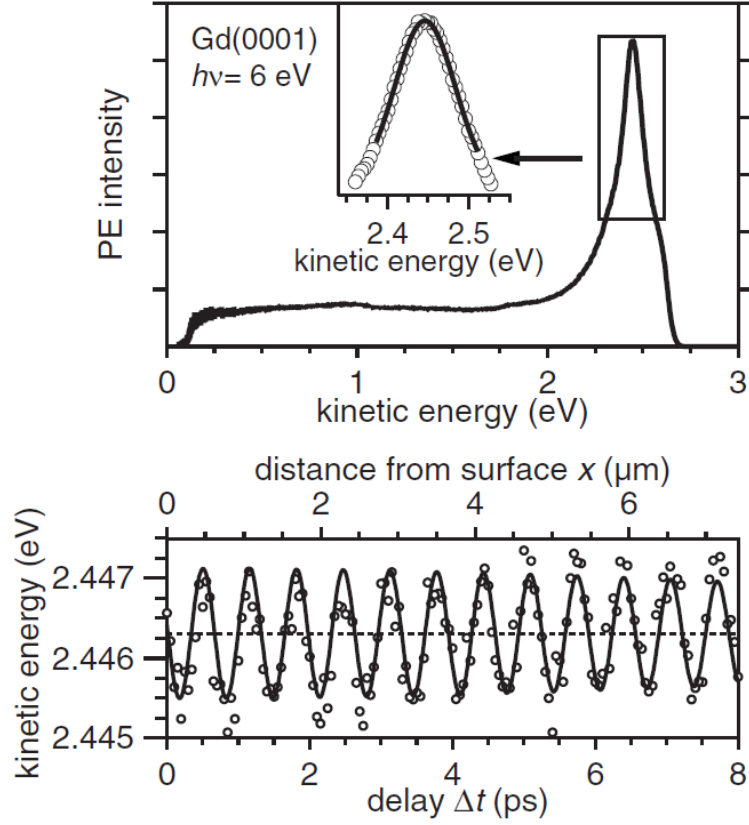 Gd(0001)
hν= 6 eV
PE intensity
2.4 2.5
kinetic energy (eV)
0 1 2 3
kinetic energy (eV)
distance from surface x (μm)
0 2 4 6
kinetic energy (eV)
2.447
2.446
2.445
0 2 4 6 8
delay Δt (ps)